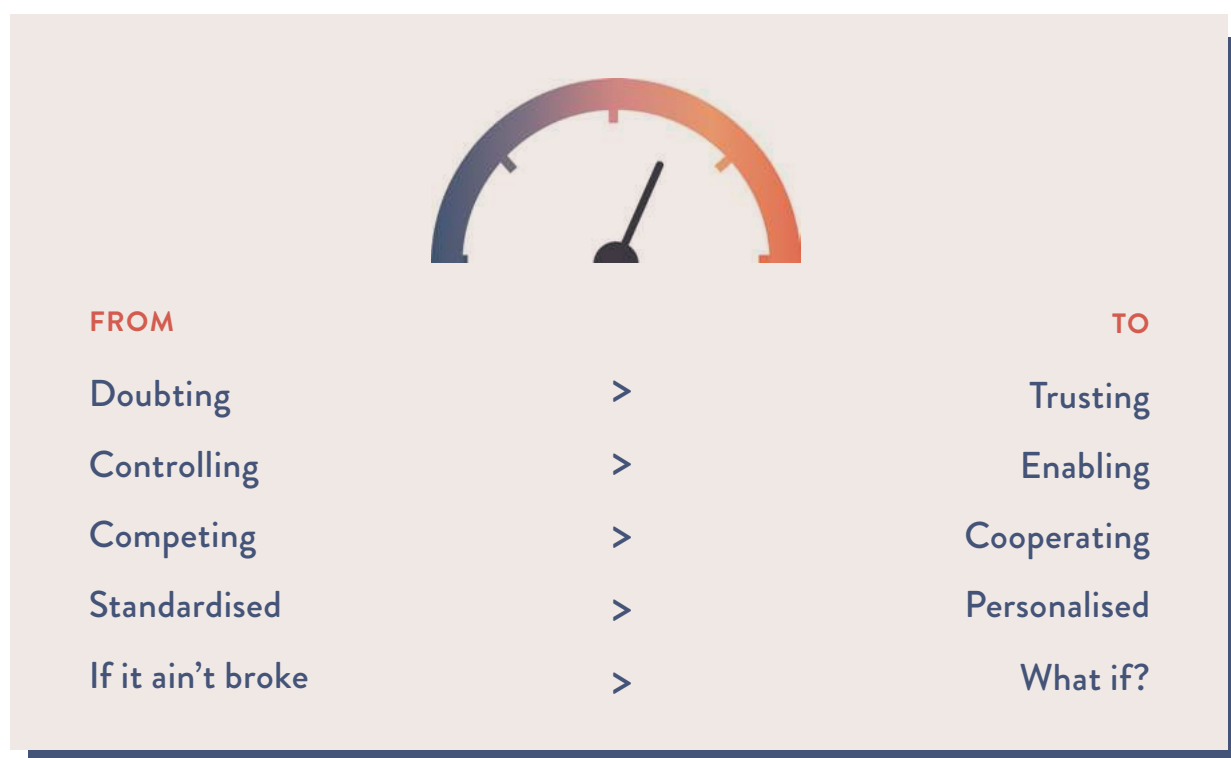 FROM TO
Doubting > Trusting
Controlling > Enabling
Competing > Cooperating
Standardised > Personalised
If it ain’t broke > What if?